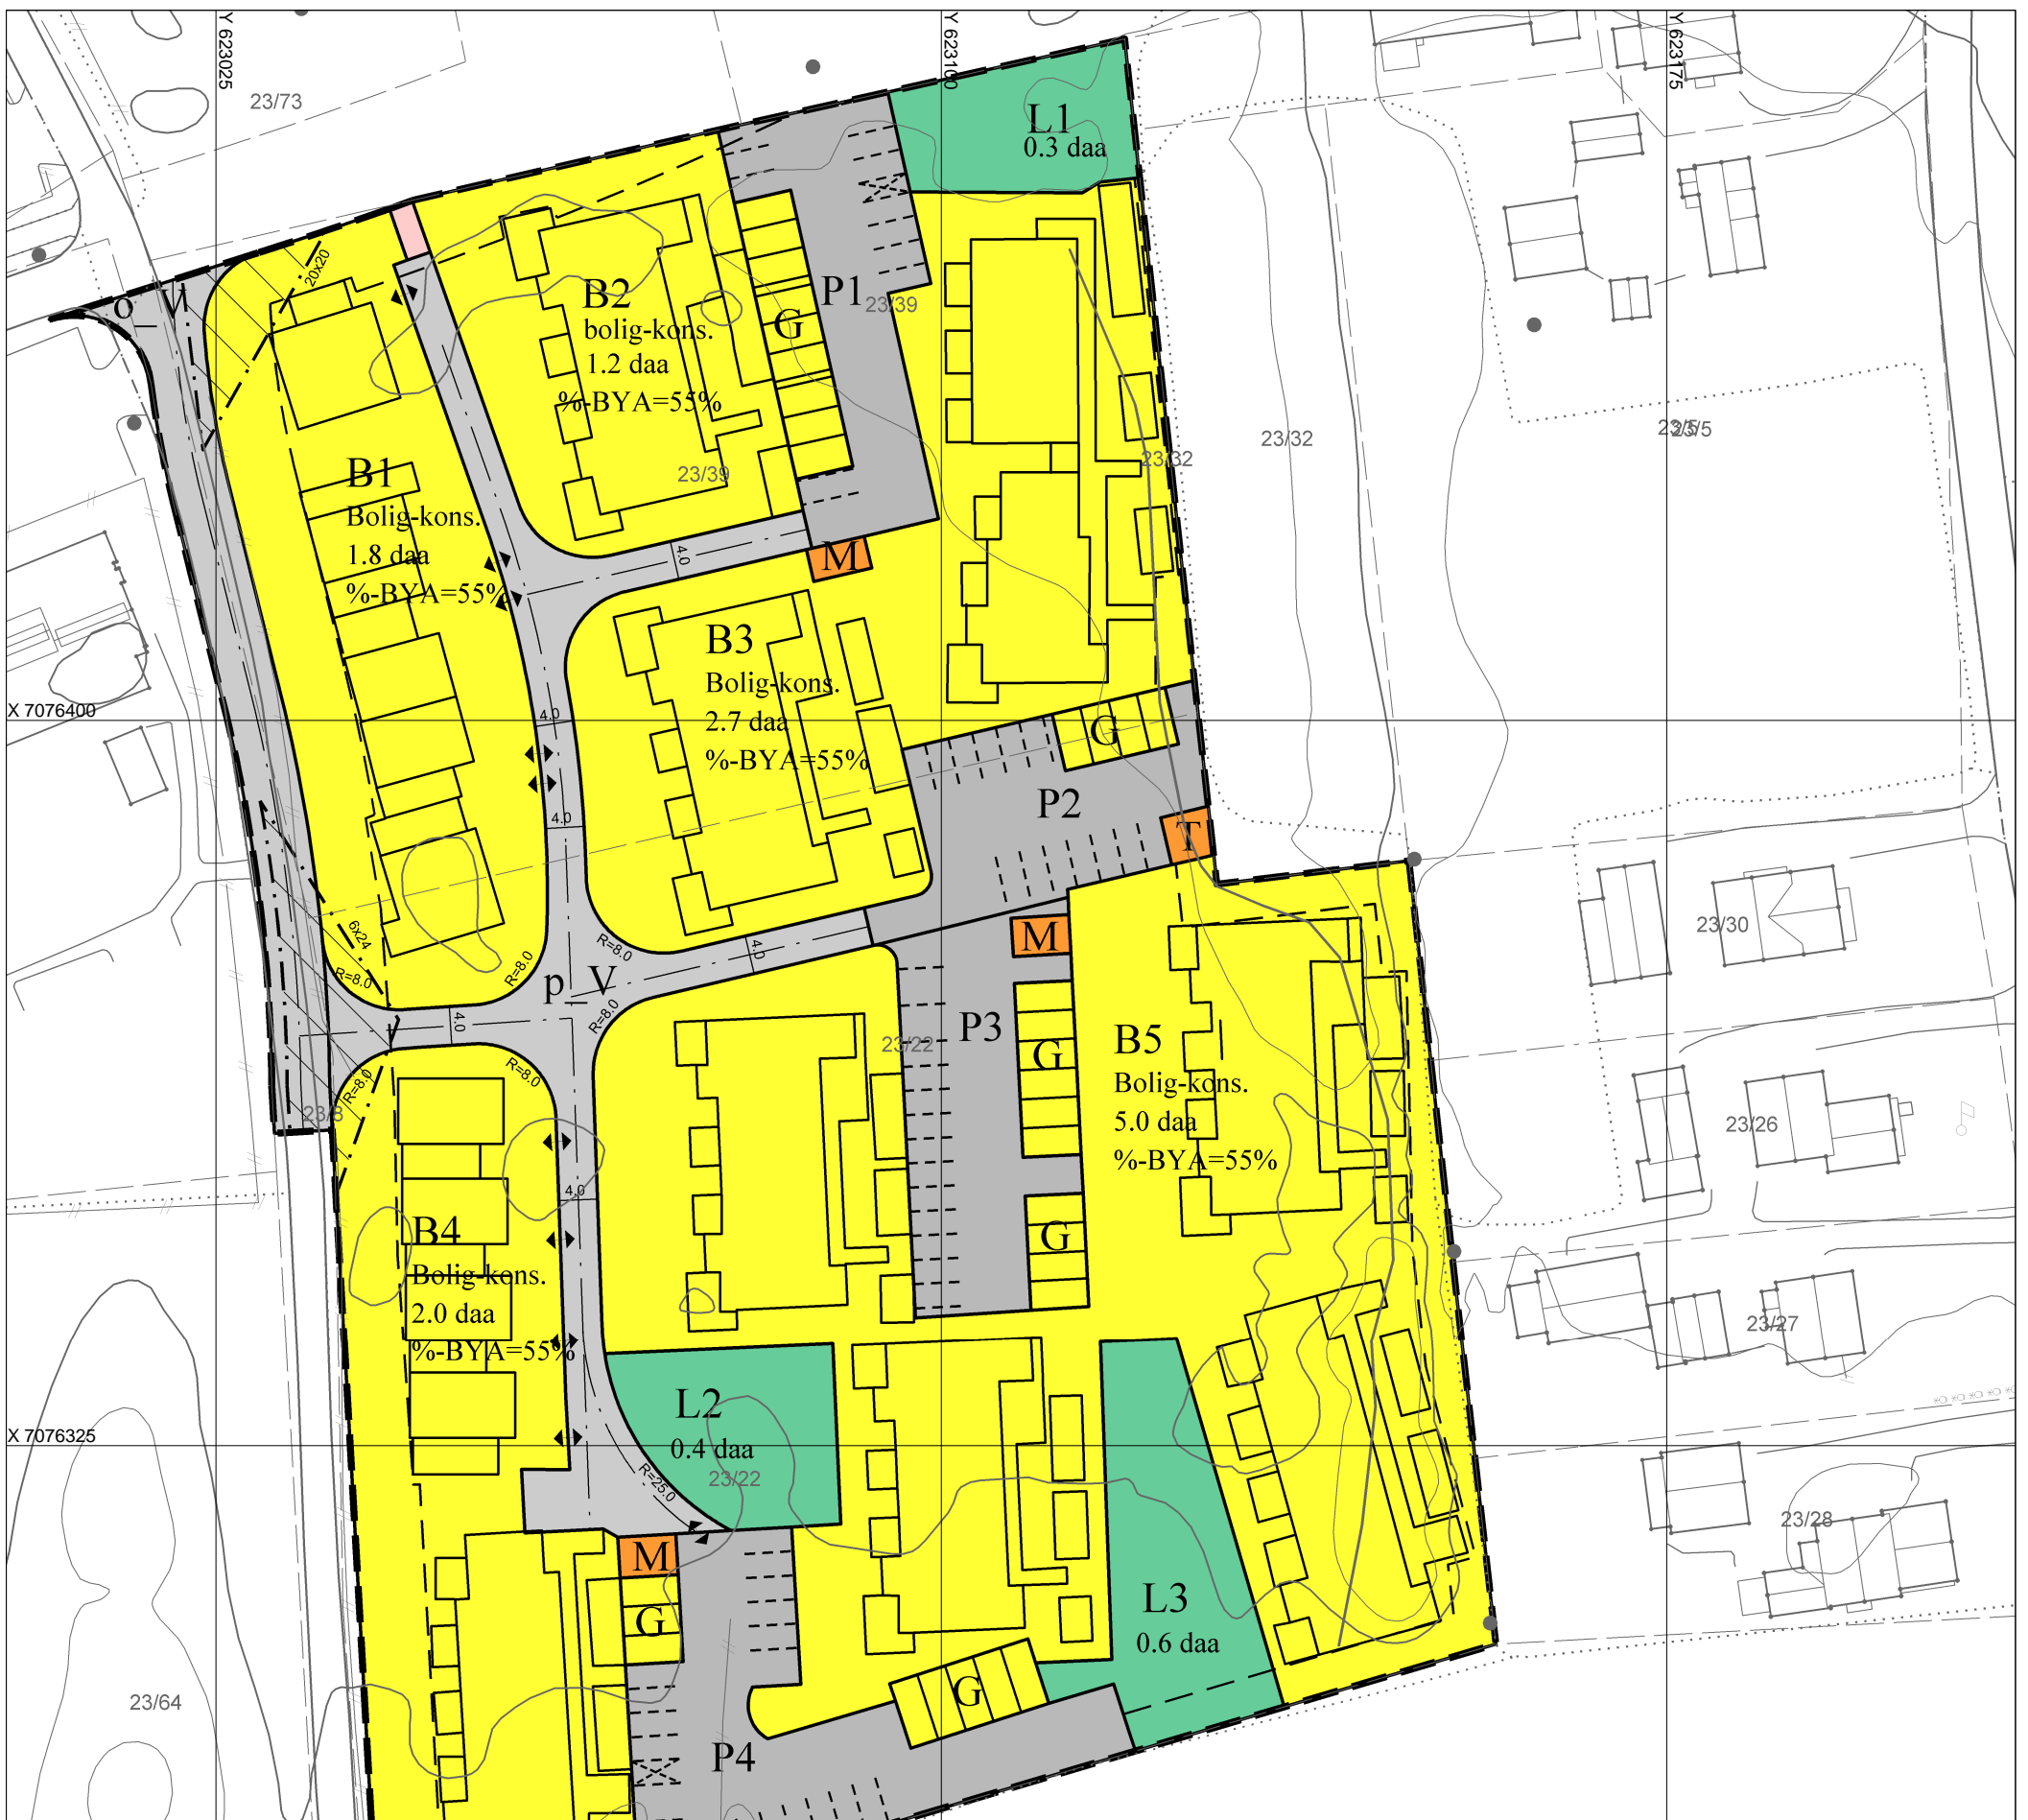 Y 623025
Y 623100
Y 623175
23/73
L1
0.3 daa
20x20
o_V
B2
bolig-kons.
1.2 daa
%-BYA=55%
23/39
P1
23/39
G
B1
Bolig-kons.
1.8 daa
%-BYA=55%
23/32
23/32
23/5
23/5
4.0
M
B3
Bolig-kons.
2.7 daa
%-BYA=55%
X 7076400
4.0
G
P2
T
4.0
6x24
R=8.0
R=8.0
R=8.0
4.0
M
23/30
p_V
4.0
R=8.0
R=8.0
R=8.0
23/8
P3
23/22
G
B5
Bolig-kons.
5.0 daa
%-BYA=55%
23/26
4.0
B4
Bolig-kons.
2.0 daa
%-BYA=55%
G
23/27
L2
0.4 daa
23/22
X 7076325
R=25.0
23/28
M
G
L3
0.6 daa
G
23/64
P4